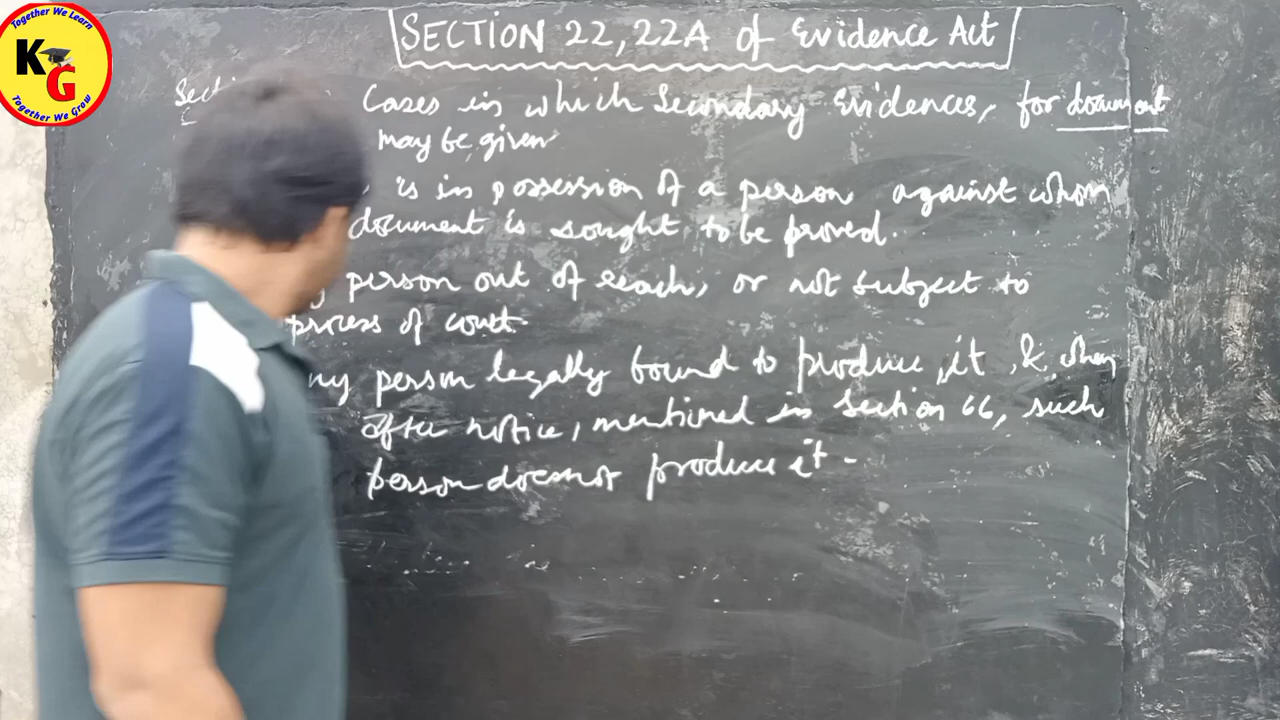 Together We Learn
KG
Together We Grow
SECTION 22, 22A of Evidence Act
Cases in which Secondary Evidences, for document
may be given
is in possession of a person against whom
document is sought to be proved.
person out of reach, or not subject to
process of court.
ny person legally bound to produce it, & when
after notice, mentioned in section 66, such
person doesnot produce it -